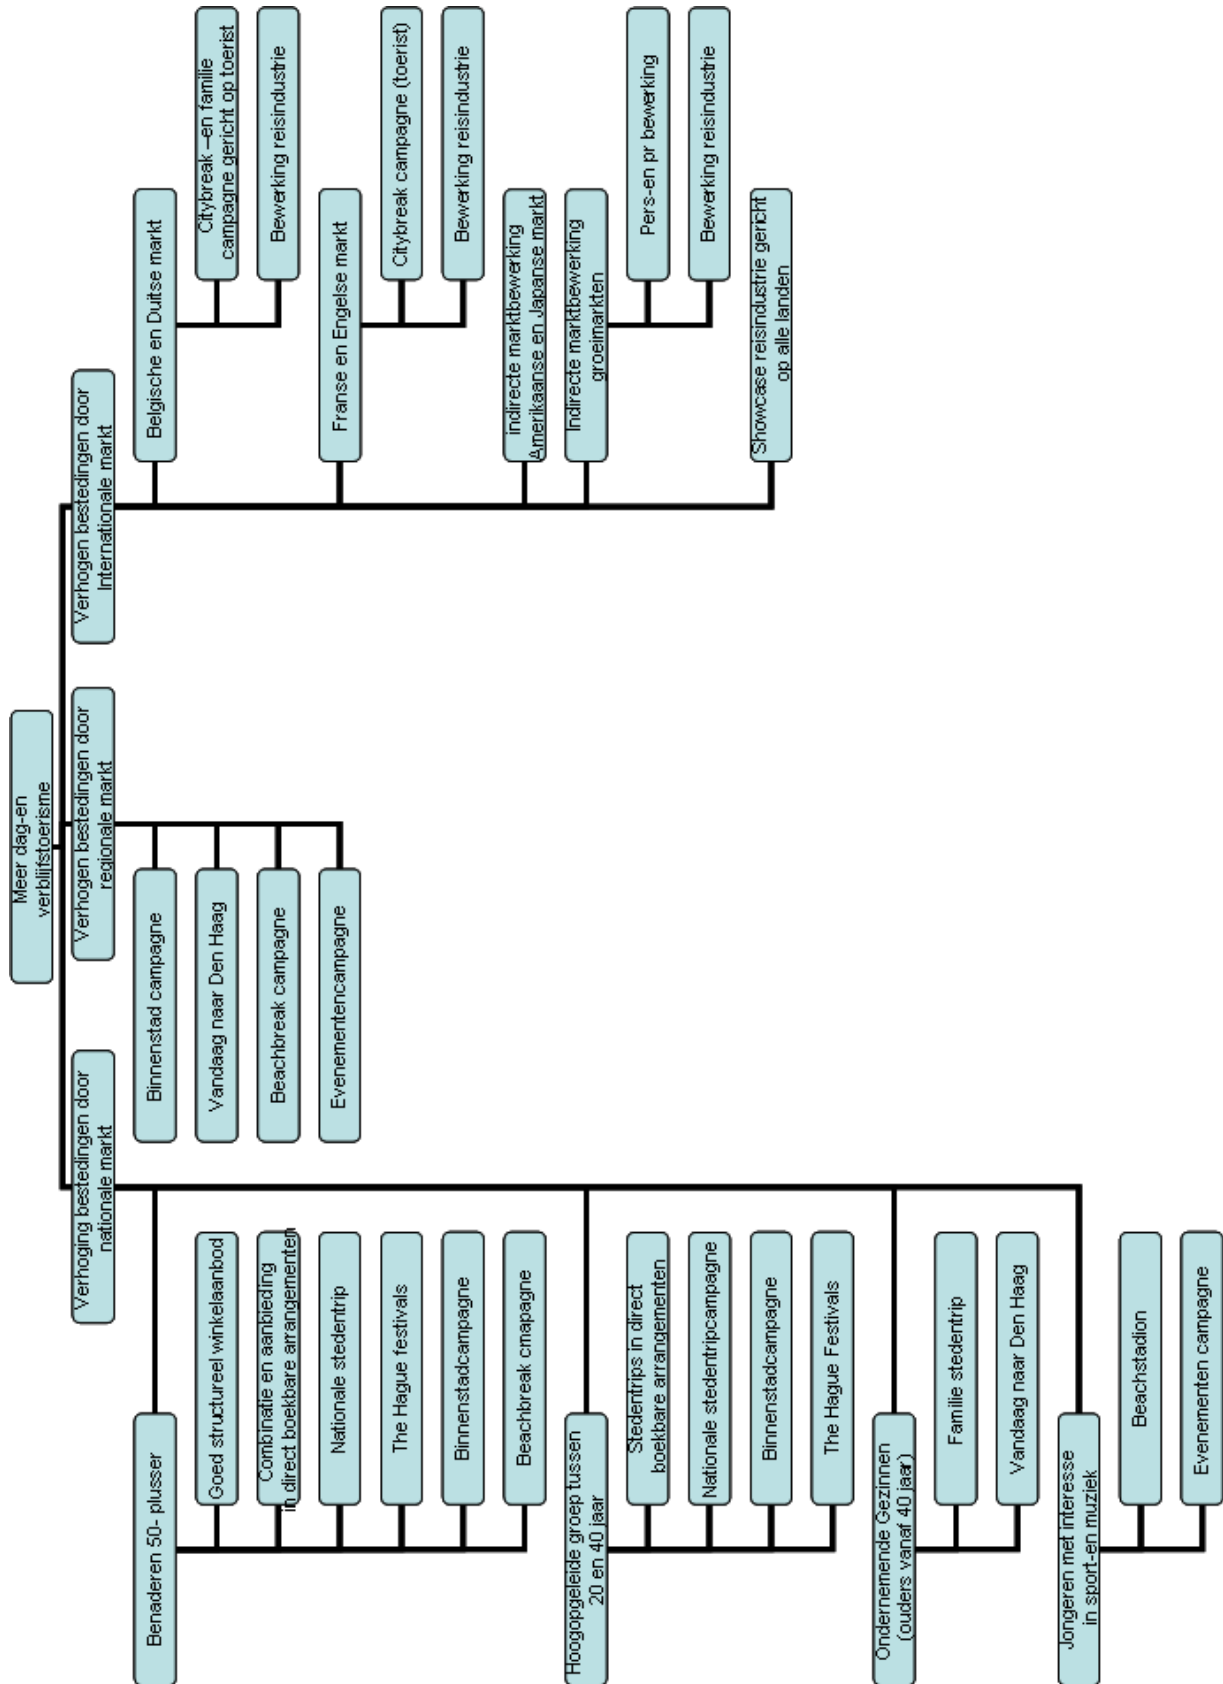 Meer dag-en
verblijfstoerisme
Verhoging bestedingen door
nationale markt
Benaderen 50- plusser
Goed structureel winkelaanbod
Combinatie en aanbieding
in direct boekbare arrangementen
Nationale stedentrip
The Hague festivals
Binnenstadcampagne
Beachbreak cmapagne
Hoogopgeleide groep tussen
20 en 40 jaar
Stedentrips in direct
boekbare arrangementen
Nationale stedentripcampagne
Binnenstadcampagne
The Hague Festivals
Ondernemende Gezinnen
(ouders vanaf 40 jaar)
Familie stedentrip
Vandaag naar Den Haag
Jongeren met interesse
in sport-en muziek
Beachstadion
Evenementen campagne
Verhogen bestedingen door
regionale markt
Binnenstad campagne
Vandaag naar Den Haag
Beachbreak campagne
Evenementencampagne
Verhogen bestedingen door
Internationale markt
Belgische en Duitse markt
Citybreak –en familie
campagne gericht op toerist
Bewerking reisindustrie
Franse en Engelse markt
Citybreak campagne (toerist)
Bewerking reisindustrie
indirecte marktbewerking
Amerikaanse en Japanse markt
Indirecte marktbewerking
groeimarkten
Pers-en pr bewerking
Bewerking reisindustrie
Showcase reisindustrie gericht
op alle landen